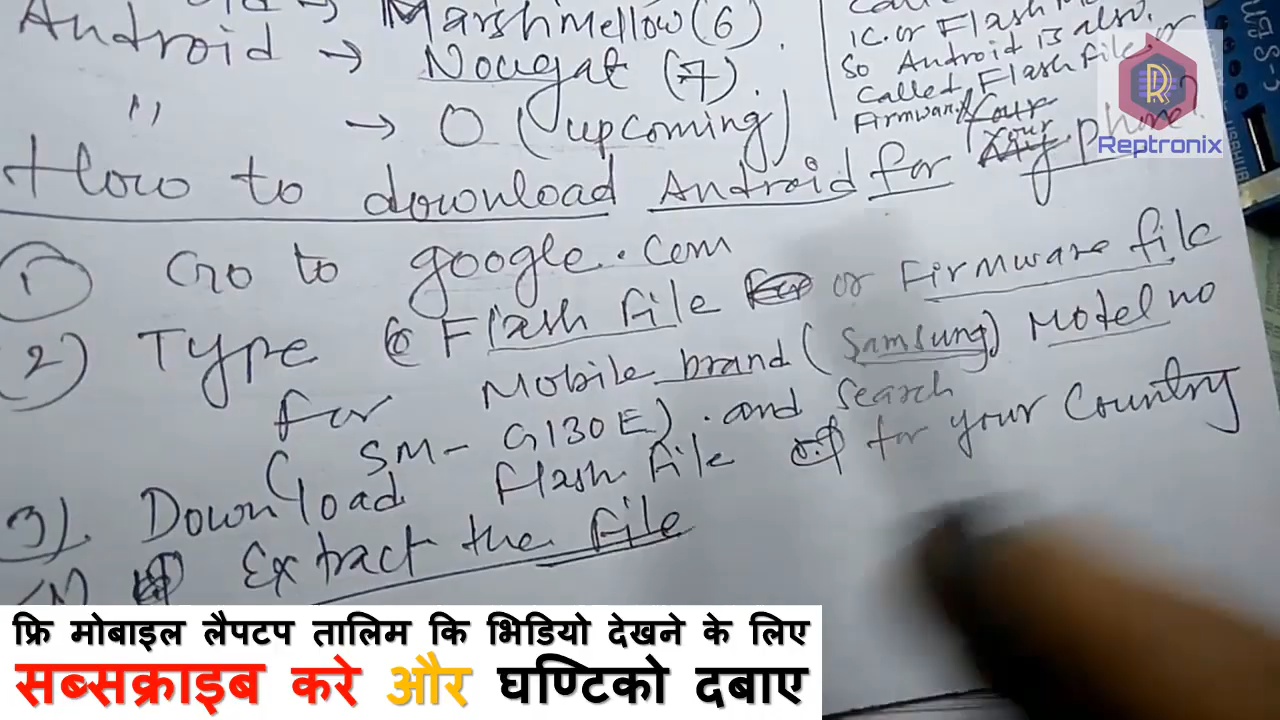 Android → Marshmellow (6)
Android → Nougat (7).
" → O (upcoming)
IC. or Flash
So Android is also
Called Flash File or
Firmware
How to download Android for your phone?
1) Go to google.com
2) Type Flash file or Firmware file
for Mobile brand (Samsung) Model no
( SM- G130E) . and Search
3). Download Flash file for your Country
Extract the file
Reptronix
USBHUB
फ्रि मोबाइल लैपटप तालिम कि भिडियो देखने के लिए
सब्सक्राइब करे और घण्टिको दबाए